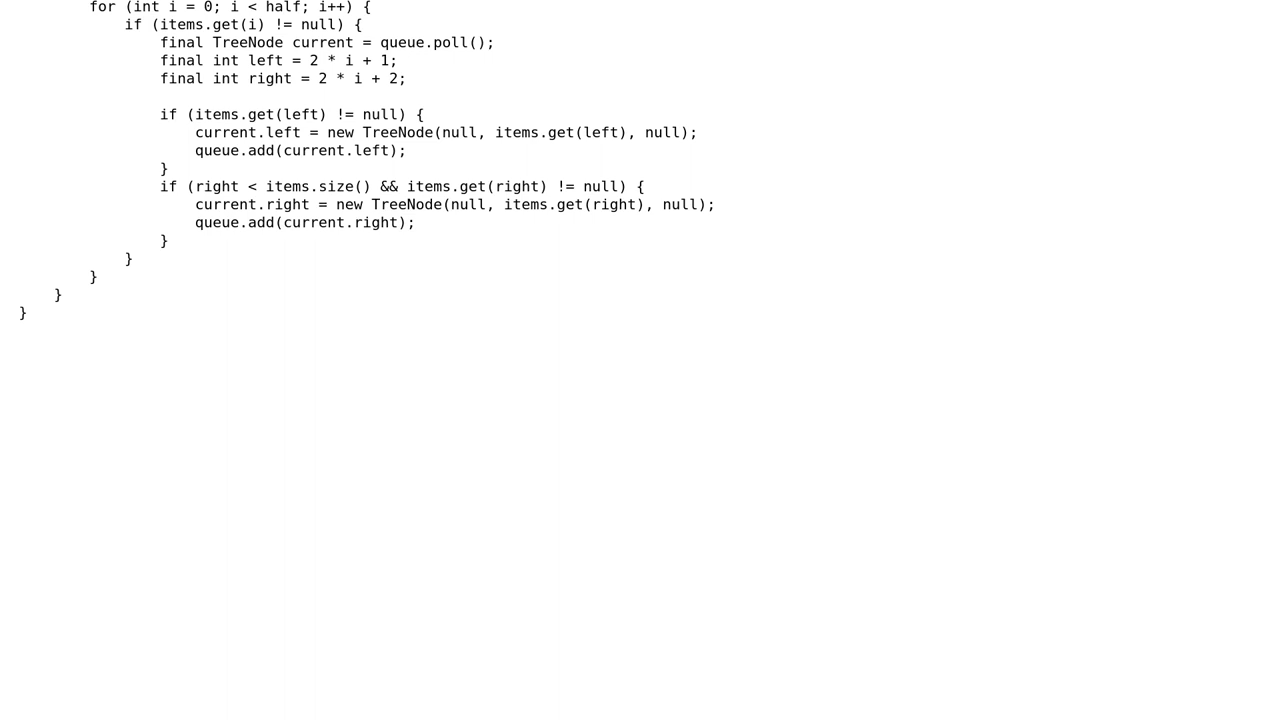 for (int i = 0; i < half; i++) {
if (items.get(i) != null) {
final TreeNode current = queue.poll();
final int left = 2 * i + 1;
final int right = 2 * i + 2;
if (items.get(left) != null) {
current.left = new TreeNode(null, items.get(left), null);
queue.add(current.left);
}
if (right < items.size() && items.get(right) != null) {
current.right = new TreeNode(null, items.get(right), null);
queue.add(current.right);
}
}
}
}
}